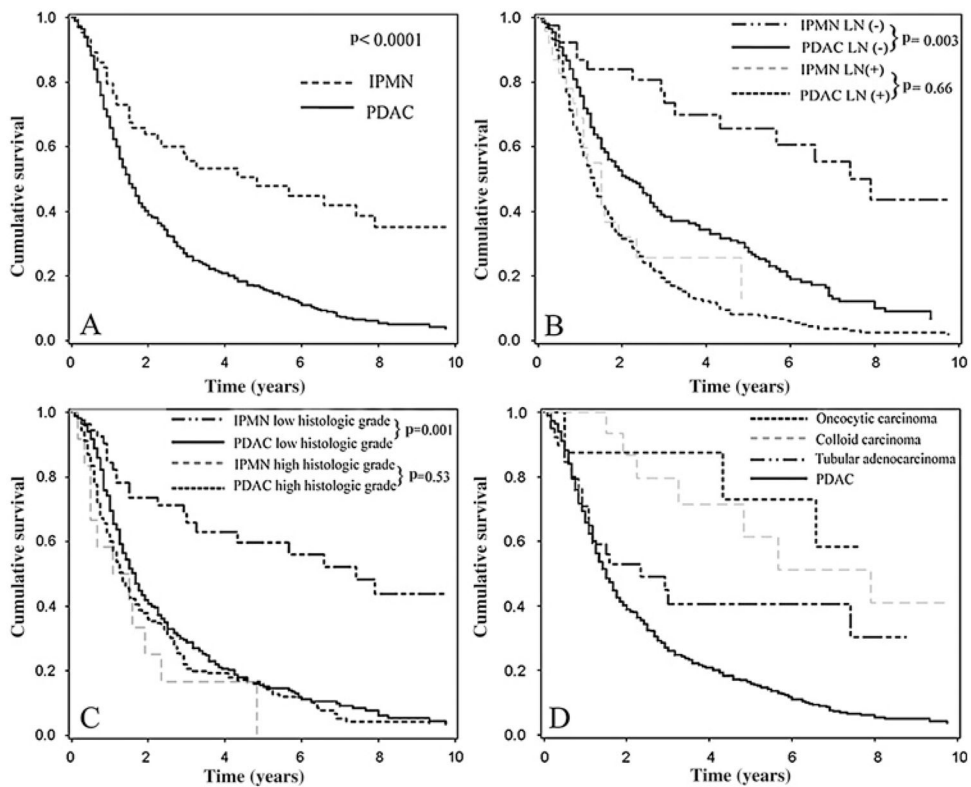 1.0
0.8
0.6
0.4
0.2
0.0
Cumulative survival
p< 0.0001
IPMN
PDAC
A
0 2 4 6 8 10
Time (years)
1.0
0.8
0.6
0.4
0.2
0.0
Cumulative survival
IPMN LN (-)
PDAC LN (-)
p= 0.003
IPMN LN(+)
PDAC LN (+)
p= 0.66
B
0 2 4 6 8 10
Time (years)
1.0
0.8
0.6
0.4
0.2
0.0
Cumulative survival
IPMN low histologic grade
PDAC low histologic grade
p=0.001
IPMN high histologic grade
PDAC high histologic grade
p=0.53
C
0 2 4 6 8 10
Time (years)
1.0
0.8
0.6
0.4
0.2
0.0
Cumulative survival
Oncocytic carcinoma
Colloid carcinoma
Tubular adenocarcinoma
PDAC
D
0 2 4 6 8 10
Time (years)